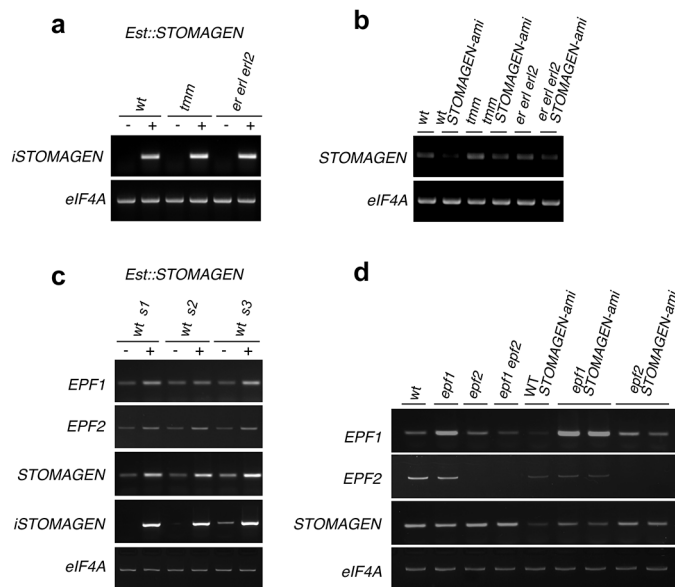 a
Est::STOMAGEN
wt
tmm
er erl erl2
- + - + - +
iSTOMAGEN
eIF4A
b
wt
wt
STOMAGEN-ami
tmm
tmm
STOMAGEN-ami
er erl erl2
er erl erl2
STOMAGEN-ami
STOMAGEN
eIF4A
c
Est::STOMAGEN
wt s1
wt s2
wt s3
- + - + - +
EPF1
EPF2
STOMAGEN
iSTOMAGEN
eIF4A
d
wt
epf1
epf2
epf1 epf2
WT
STOMAGEN-ami
epf1
STOMAGEN-ami
epf2
STOMAGEN-ami
EPF1
EPF2
STOMAGEN
eIF4A